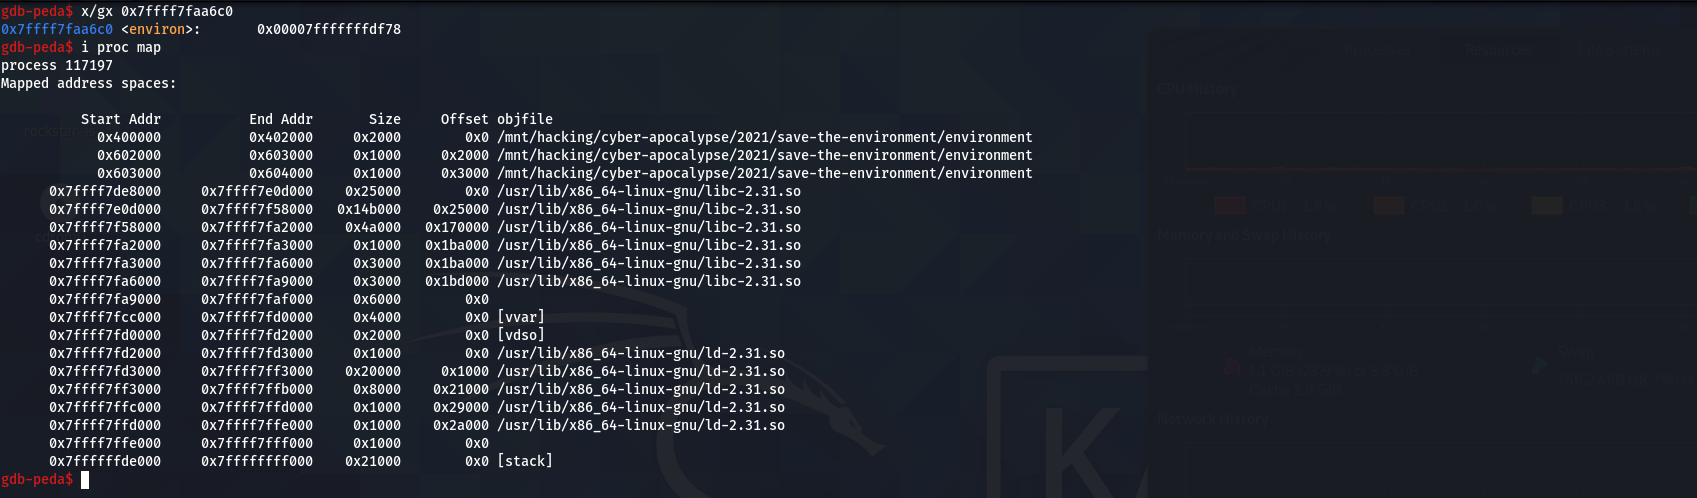 gdb-peda$ x/gx 0x7ffff7faa6c0
0x7ffff7faa6c0 <environ>:       0x00007fffffffdf78
gdb-peda$ i proc map
process 117197
Mapped address spaces:
Start Addr           End Addr       Size     Offset objfile
0x400000           0x402000     0x2000        0x0 /mnt/hacking/cyber-apocalypse/2021/save-the-environment/environment
0x602000           0x603000     0x1000     0x2000 /mnt/hacking/cyber-apocalypse/2021/save-the-environment/environment
0x603000           0x604000     0x1000     0x3000 /mnt/hacking/cyber-apocalypse/2021/save-the-environment/environment
0x7ffff7de8000     0x7ffff7e0d000    0x25000        0x0 /usr/lib/x86_64-linux-gnu/libc-2.31.so
0x7ffff7e0d000     0x7ffff7f58000   0x14b000    0x25000 /usr/lib/x86_64-linux-gnu/libc-2.31.so
0x7ffff7f58000     0x7ffff7fa2000    0x4a000   0x170000 /usr/lib/x86_64-linux-gnu/libc-2.31.so
0x7ffff7fa2000     0x7ffff7fa3000     0x1000   0x1ba000 /usr/lib/x86_64-linux-gnu/libc-2.31.so
0x7ffff7fa3000     0x7ffff7fa6000     0x3000   0x1ba000 /usr/lib/x86_64-linux-gnu/libc-2.31.so
0x7ffff7fa6000     0x7ffff7fa9000     0x3000   0x1bd000 /usr/lib/x86_64-linux-gnu/libc-2.31.so
0x7ffff7fa9000     0x7ffff7faf000     0x6000        0x0
0x7ffff7fcc000     0x7ffff7fd0000     0x4000        0x0 [vvar]
0x7ffff7fd0000     0x7ffff7fd2000     0x2000        0x0 [vdso]
0x7ffff7fd2000     0x7ffff7fd3000     0x1000        0x0 /usr/lib/x86_64-linux-gnu/ld-2.31.so
0x7ffff7fd3000     0x7ffff7ff3000    0x20000     0x1000 /usr/lib/x86_64-linux-gnu/ld-2.31.so
0x7ffff7ff3000     0x7ffff7ffb000     0x8000    0x21000 /usr/lib/x86_64-linux-gnu/ld-2.31.so
0x7ffff7ffc000     0x7ffff7ffd000     0x1000    0x29000 /usr/lib/x86_64-linux-gnu/ld-2.31.so
0x7ffff7ffd000     0x7ffff7ffe000     0x1000    0x2a000 /usr/lib/x86_64-linux-gnu/ld-2.31.so
0x7ffff7ffe000     0x7ffff7fff000     0x1000        0x0
0x7ffffffde000     0x7ffffffff000    0x21000        0x0 [stack]
gdb-peda$
Processes Resources
CPU History
Memory and Swap History
Memory
Swap
Network History